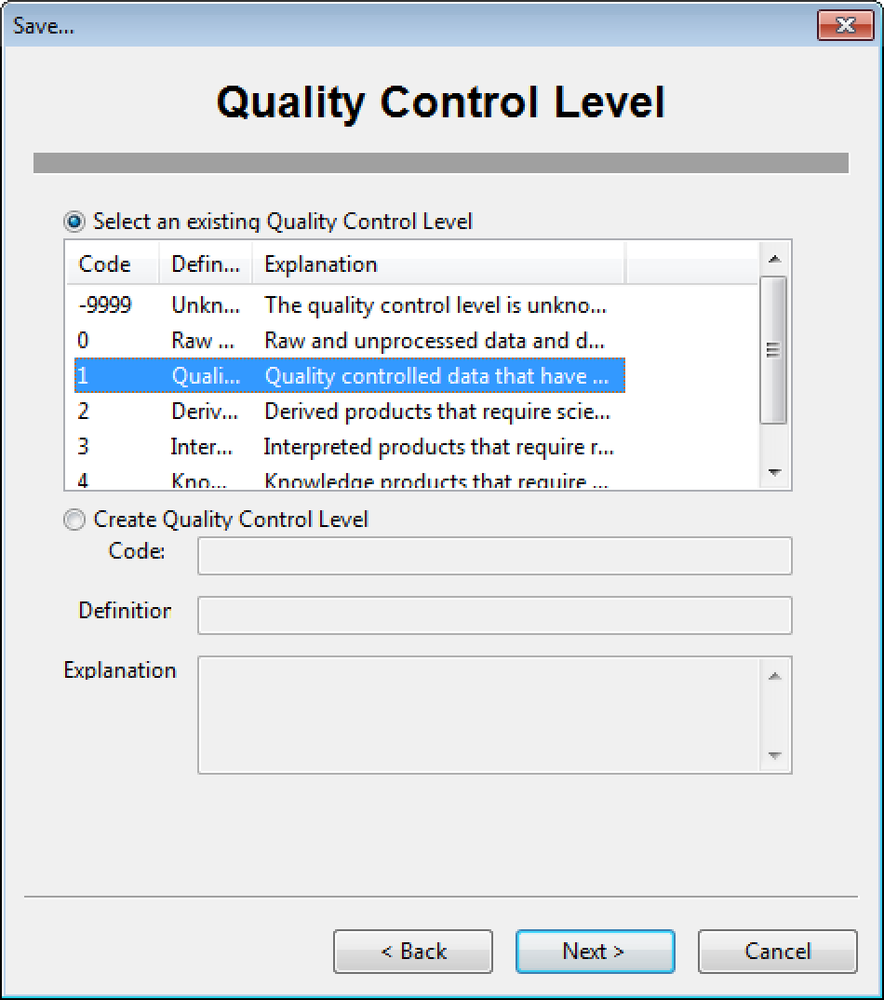 Save...
Quality Control Level
Select an existing Quality Control Level
Code Defin... Explanation
-9999 Unkn... The quality control level is unkno...
0 Raw ... Raw and unprocessed data and d...
1 Quali... Quality controlled data that have ...
2 Deriv... Derived products that require scie...
3 Inter... Interpreted products that require r...
4 Kno... Knowledge products that require ...
Create Quality Control Level
Code:
Definition
Explanation
< Back Next > Cancel